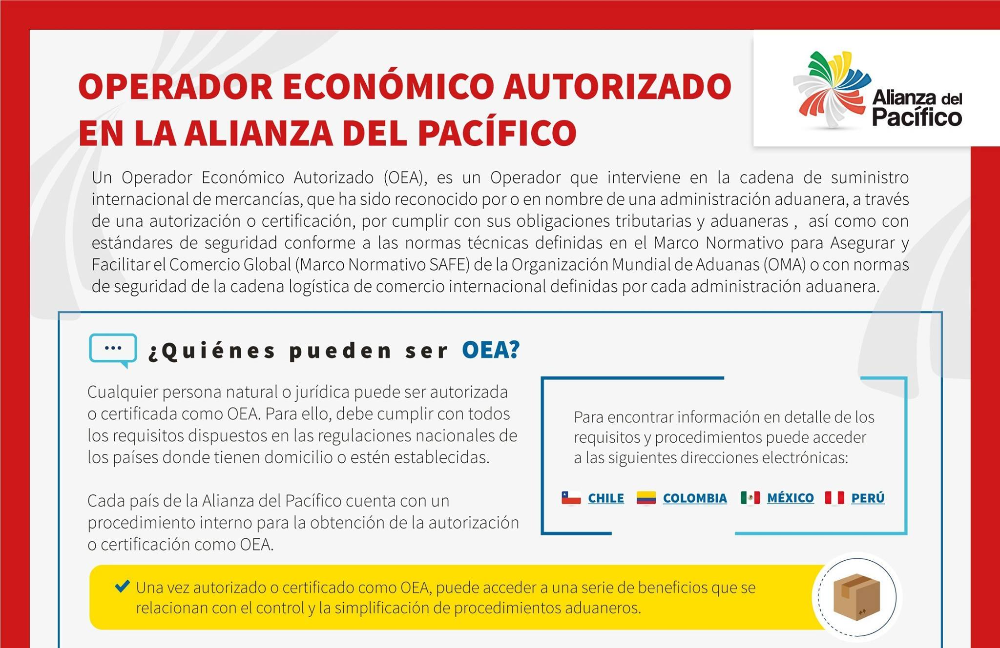 OPERADOR ECONÓMICO AUTORIZADO
EN LA ALIANZA DEL PACÍFICO
Alianza del
Pacífico
Un Operador Económico Autorizado (OEA), es un Operador que interviene en la cadena de suministro
internacional de mercancías, que ha sido reconocido por o en nombre de una administración aduanera, a través
de una autorización o certificación, por cumplir con sus obligaciones tributarias y aduaneras , así como con
estándares de seguridad conforme a las normas técnicas definidas en el Marco Normativo para Asegurar y
Facilitar el Comercio Global (Marco Normativo SAFE) de la Organización Mundial de Aduanas (OMA) o con normas
de seguridad de la cadena logística de comercio internacional definidas por cada administración aduanera.
¿Quiénes pueden ser OEA?
Cualquier persona natural o jurídica puede ser autorizada
o certificada como OEA. Para ello, debe cumplir con todos
los requisitos dispuestos en las regulaciones nacionales de
los países donde tienen domicilio o estén establecidas.
Cada país de la Alianza del Pacífico cuenta con un
procedimiento interno para la obtención de la autorización
o certificación como OEA.
Para encontrar información en detalle de los
requisitos y procedimientos puede acceder
a las siguientes direcciones electrónicas:
CHILE COLOMBIA MÉXICO PERÚ
Una vez autorizado o certificado como OEA, puede acceder a una serie de beneficios que se
relacionan con el control y la simplificación de procedimientos aduaneros.